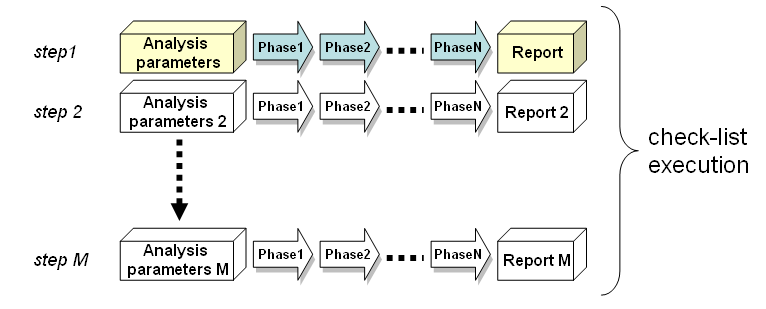 step1
Analysis
parameters
Phase1
Phase2
PhaseN
Report
step 2
Analysis
parameters 2
Phase1
Phase2
PhaseN
Report 2
check-list
execution
step M
Analysis
parameters M
Phase1
Phase2
PhaseN
Report M